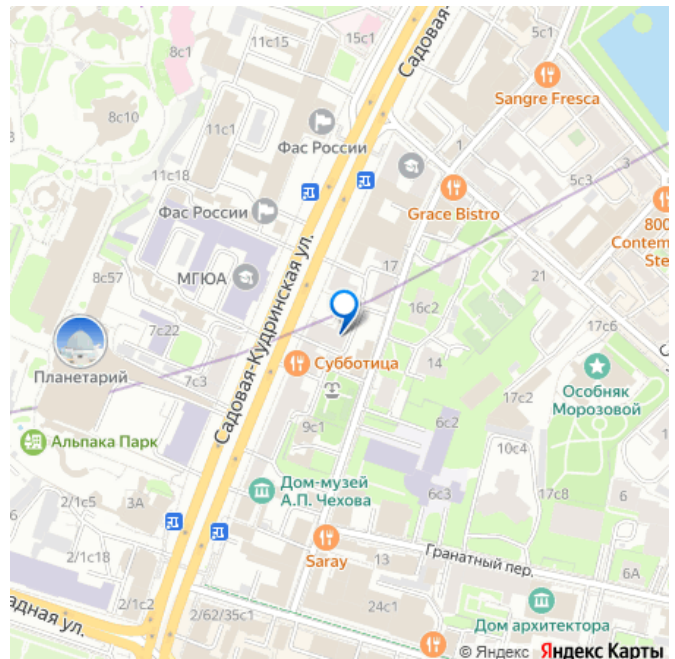 11с15
15с1
8с1
Садовая-
5с1
Sangre Fresca
8с10
11с1
Фас России
1
3
11с18
5с3
Grace Bistro
Фас России
800
Contem
Ste
17
21
МГЮА
8с57
Садовая-Кудринская ул.
16с2
17с6
7с22
14
Субботица
Планетарий
7с3
Особняк
Морозовой
17с2
Альпака Парк
9с1
6с2
10с4
Дом-музей
А.П. Чехова
6с3
17с8
6
2/1с5
3А
6
Saray
Гранатный пер.
2/1с18
13
6А
2/1с2
2/62/35с1
24с1
адная ул.
Дом архитектора
© Яндекс Яндекс Карты